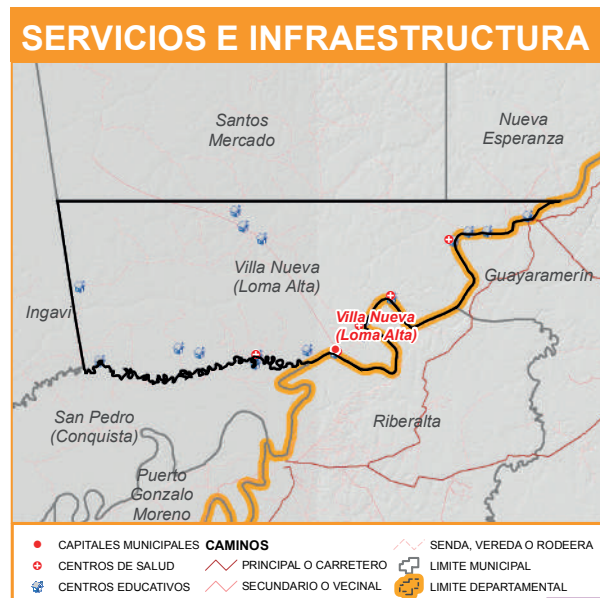 SERVICIOS E INFRAESTRUCTURA
Santos
Mercado
Nueva
Esperanza
Villa Nueva
(Loma Alta)
Guayaramerín
Ingavi
Villa Nueva
(Loma Alta)
San Pedro
(Conquista)
Riberalta
Puerto
Gonzalo
Moreno
CAPITALES MUNICIPALES
CENTROS DE SALUD
CENTROS EDUCATIVOS
CAMINOS
PRINCIPAL O CARRETERO
SECUNDARIO O VECINAL
SENDA, VEREDA O RODEERA
LIMITE MUNICIPAL
LIMITE DEPARTAMENTAL